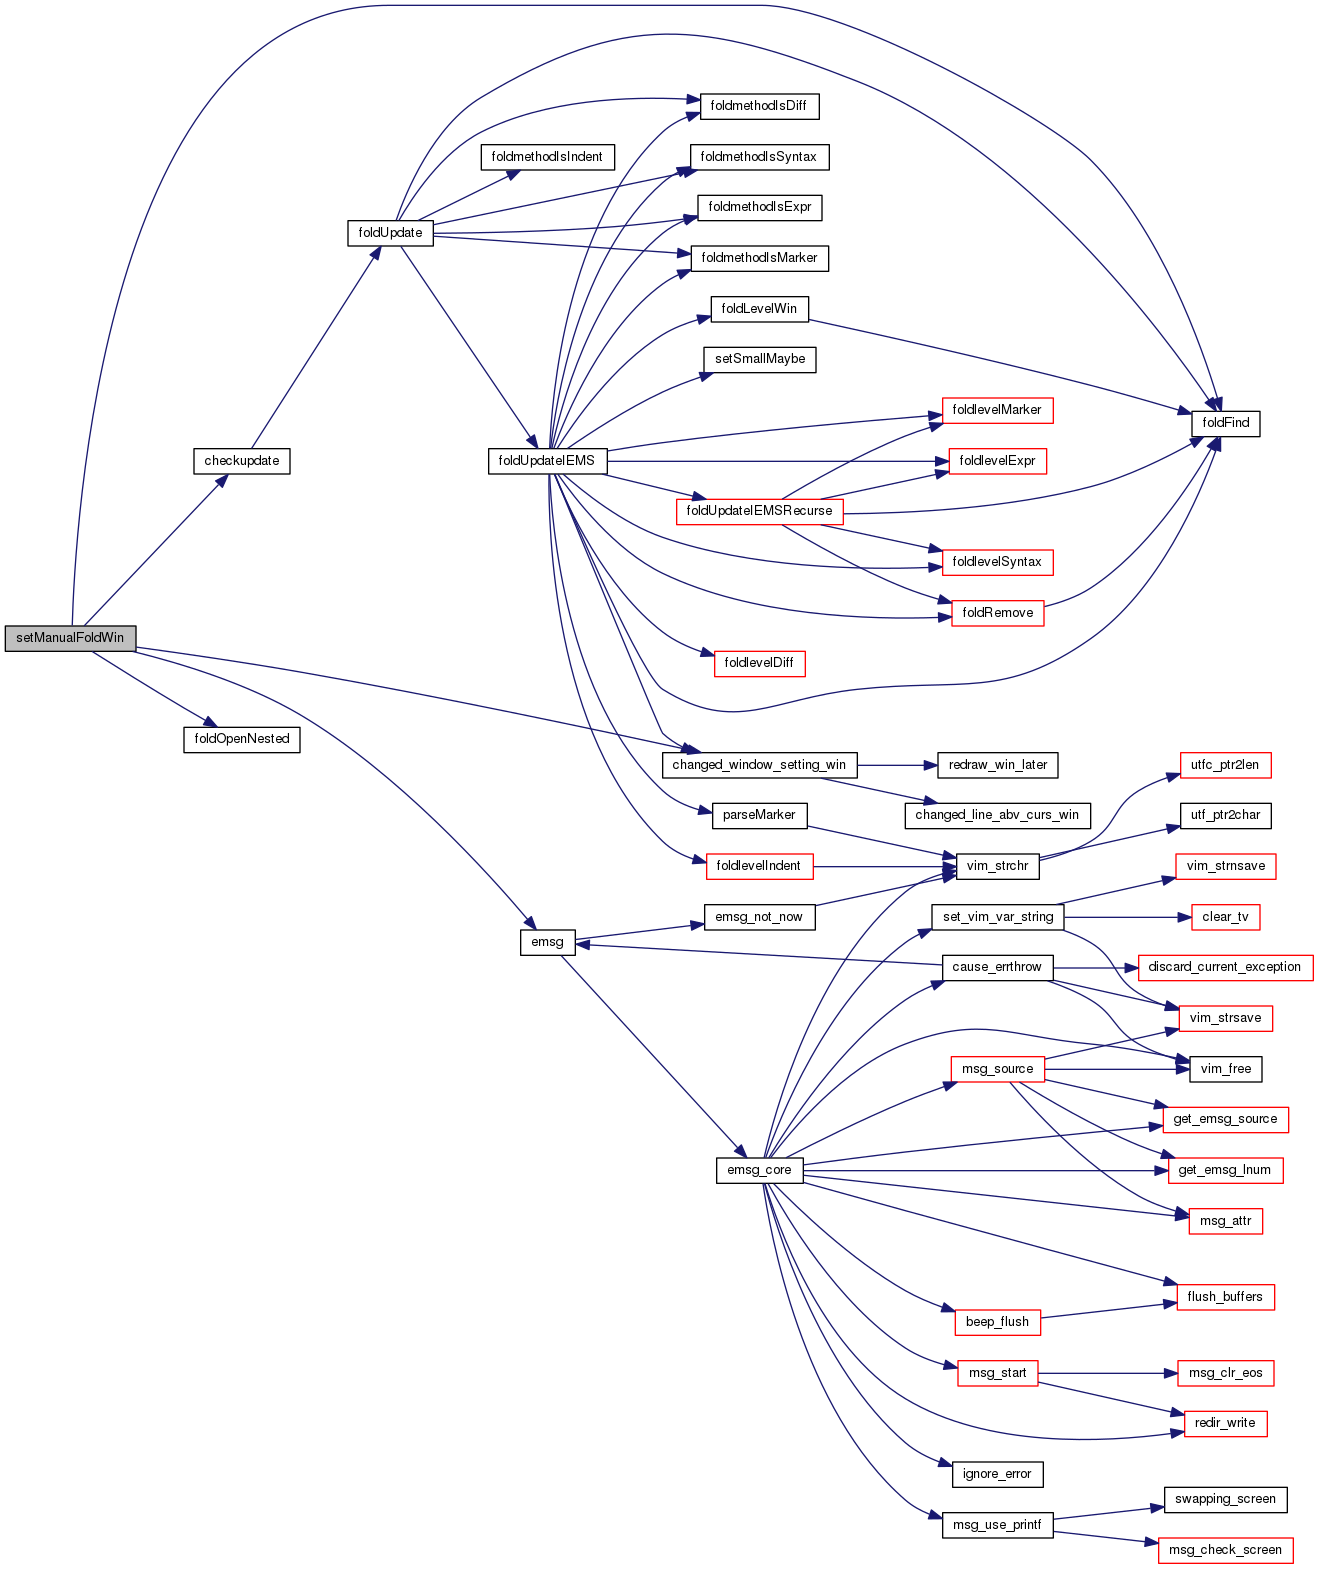 foldmethodIsDiff
foldmethodIsIndent
foldmethodIsSyntax
foldmethodIsExpr
foldUpdate
foldmethodIsMarker
foldLevelWin
setSmallMaybe
foldlevelMarker
foldFind
checkupdate
foldUpdateIEMS
foldlevelExpr
foldUpdateIEMSRecurse
foldlevelSyntax
foldRemove
setManualFoldWin
foldlevelDiff
foldOpenNested
changed_window_setting_win
redraw_win_later
utfc_ptr2len
parseMarker
changed_line_abv_curs_win
utf_ptr2char
foldlevelIndent
vim_strchr
vim_strnsave
emsg_not_now
set_vim_var_string
clear_tv
emsg
cause_errthrow
discard_current_exception
vim_strsave
msg_source
vim_free
get_emsg_source
emsg_core
get_emsg_lnum
msg_attr
flush_buffers
beep_flush
msg_start
msg_clr_eos
redir_write
ignore_error
swapping_screen
msg_use_printf
msg_check_screen